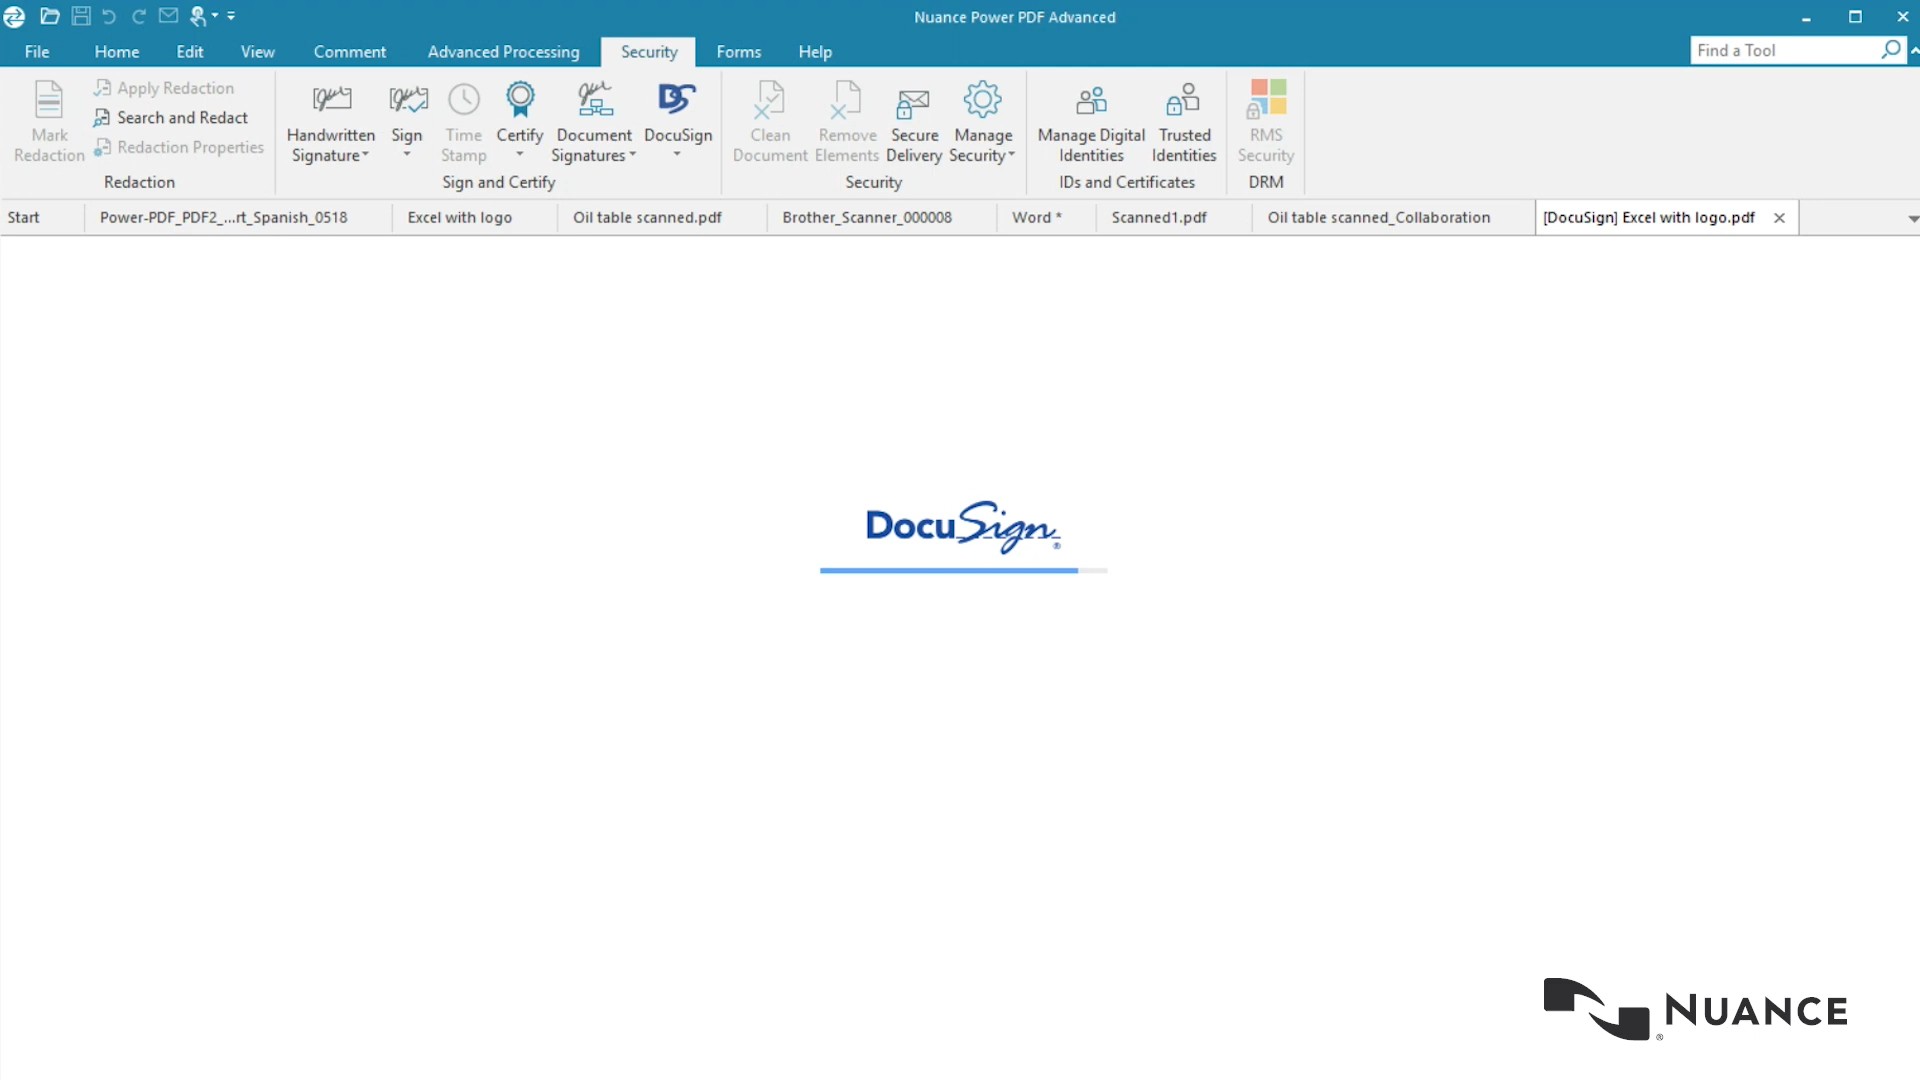 Nuance Power PDF Advanced
File Home Edit View Comment Advanced Processing Security Forms Help
Find a Tool
Mark Redaction
Apply Redaction
Search and Redact
Redaction Properties
Redaction
Handwritten Signature
Sign
Time Stamp
Certify
Document Signatures
DocuSign
Sign and Certify
Clean Document
Remove Elements
Secure Delivery
Manage Security
Security
Manage Digital Identities
Trusted Identities
IDs and Certificates
RMS Security
DRM
Start Power-PDF_PDF2_...rt_Spanish_0518 Excel with logo Oil table scanned.pdf Brother_Scanner_000008 Word * Scanned1.pdf Oil table scanned_Collaboration [DocuSign] Excel with logo.pdf
DocuSign®
® NUANCE